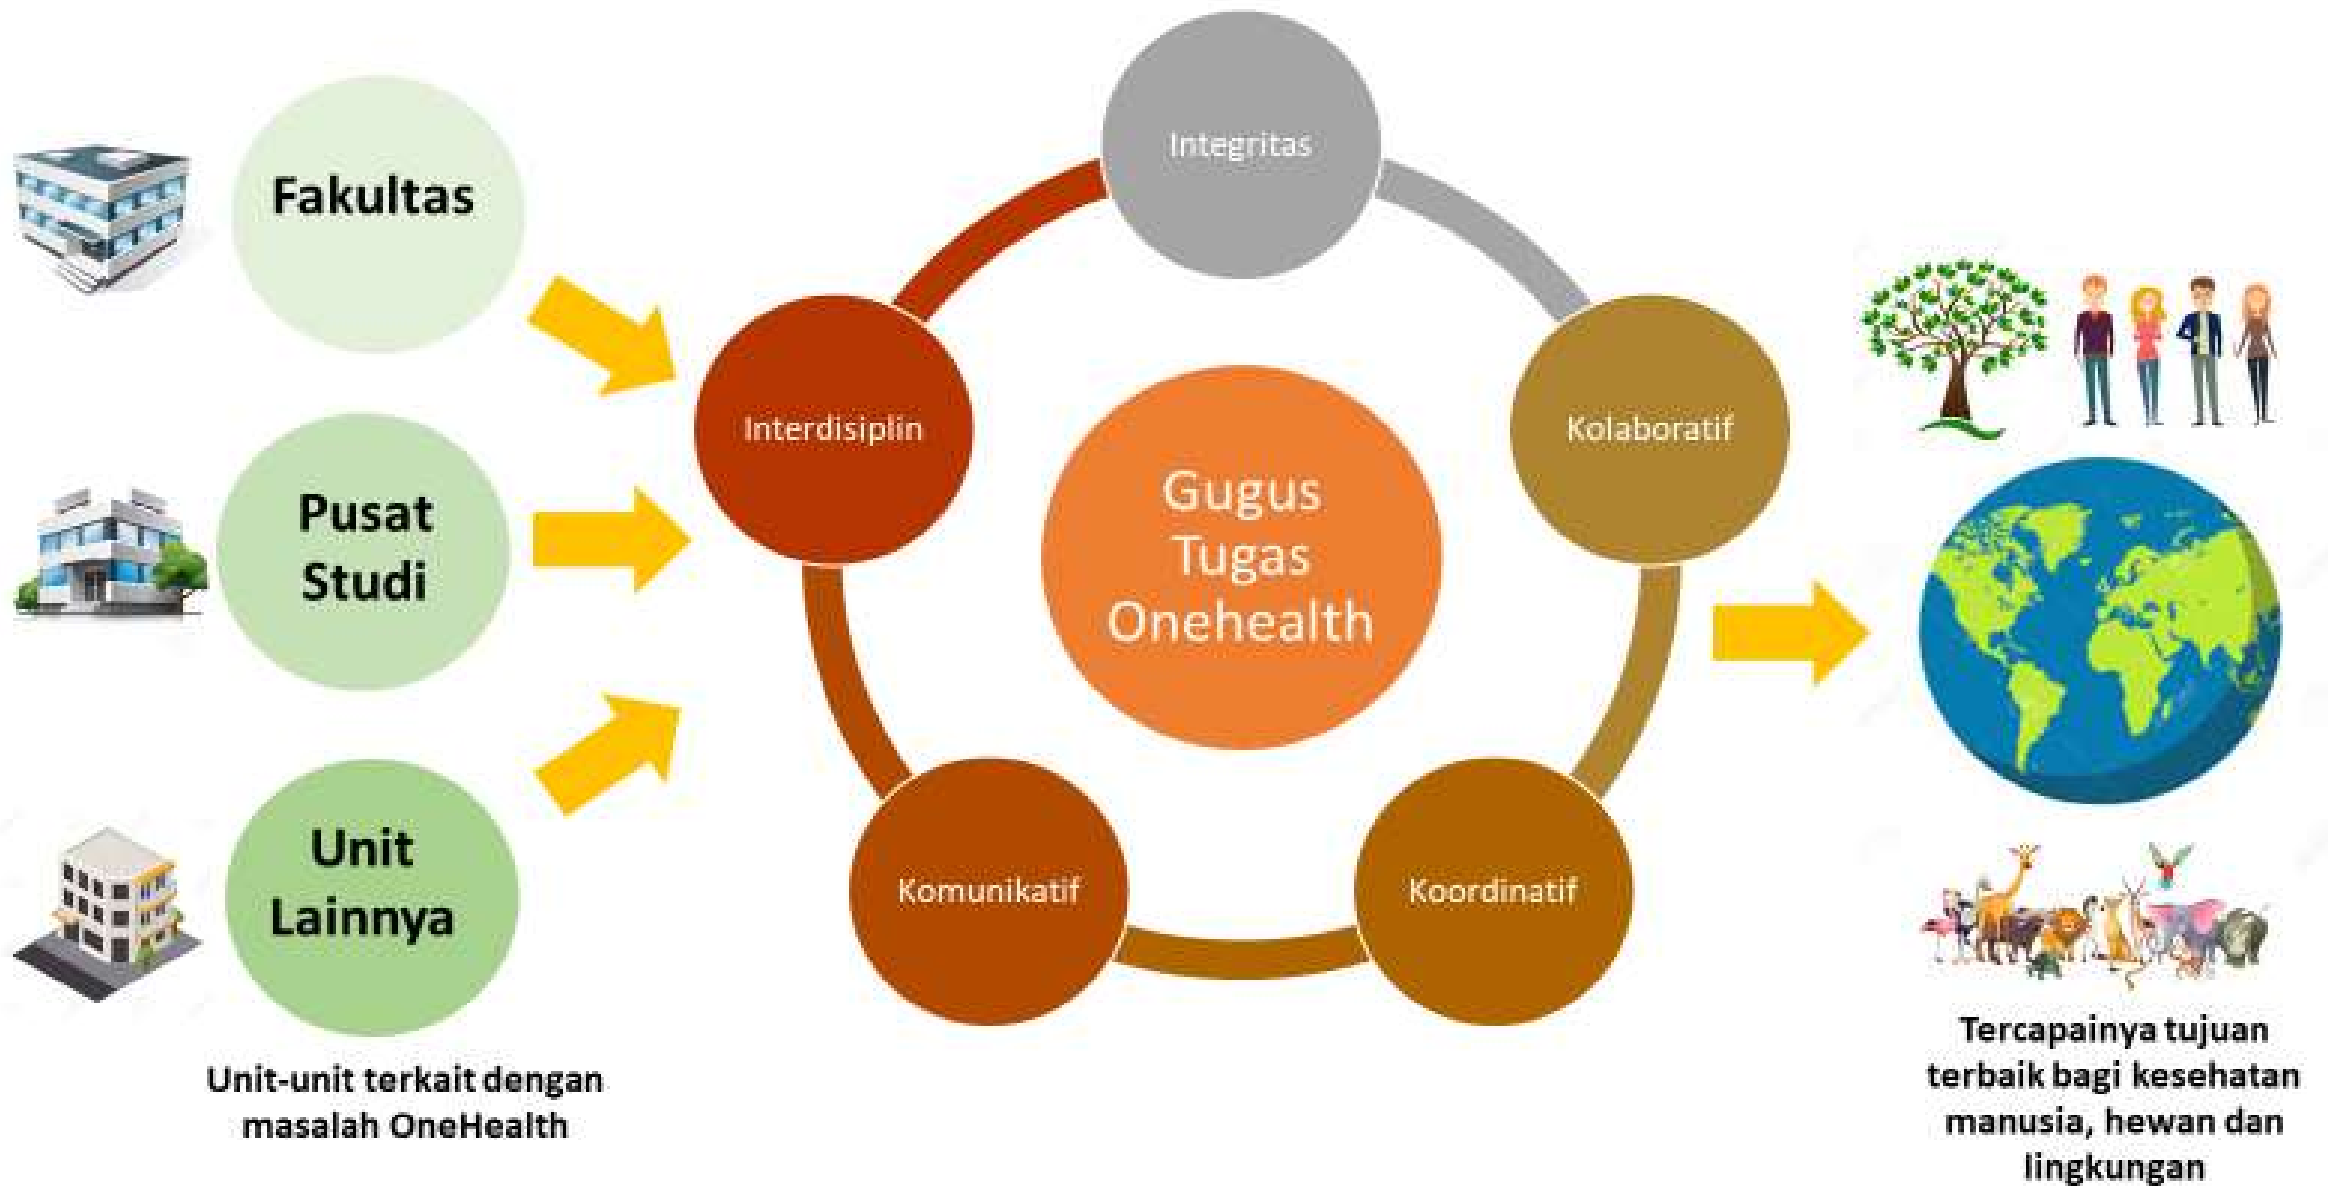 Fakultas
Pusat
Studi
Unit
Lainnya
Unit-unit terkait dengan
masalah OneHealth
Integritas
Interdisiplin
Kolaboratif
Gugus
Tugas
Onehealth
Komunikatif
Koordinatif
Tercapainya tujuan
terbaik bagi kesehatan
manusia, hewan dan
lingkungan